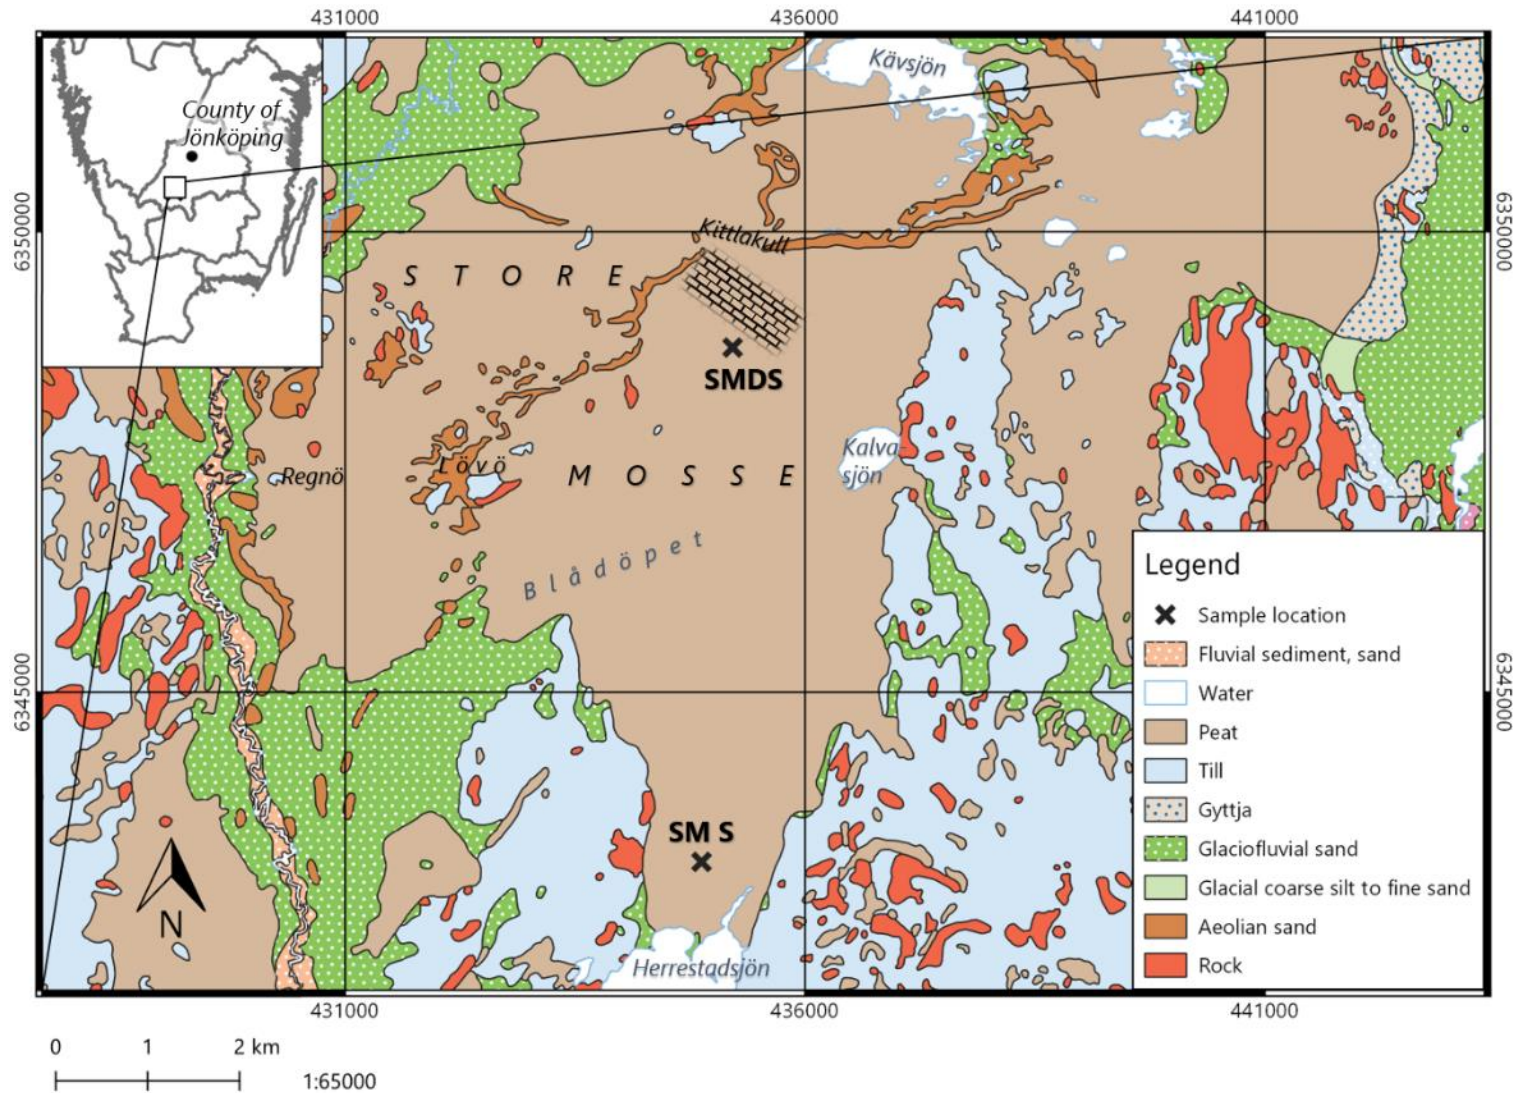 431000
436000
441000
Kävsjön
County of
Jönköping
6350000
6350000
Kittlakull
S T O R E
SMDS
Kalva-
sjön
Lövö
Regnö
M O S S E
Blådöpet
Legend
Sample location
Fluvial sediment, sand
Water
Peat
Till
Gyttja
Glaciofluvial sand
Glacial coarse silt to fine sand
Aeolian sand
Rock
6345000
6345000
SM S
N
Herrestadsjön
431000
436000
441000
0 1 2 km
1:65000